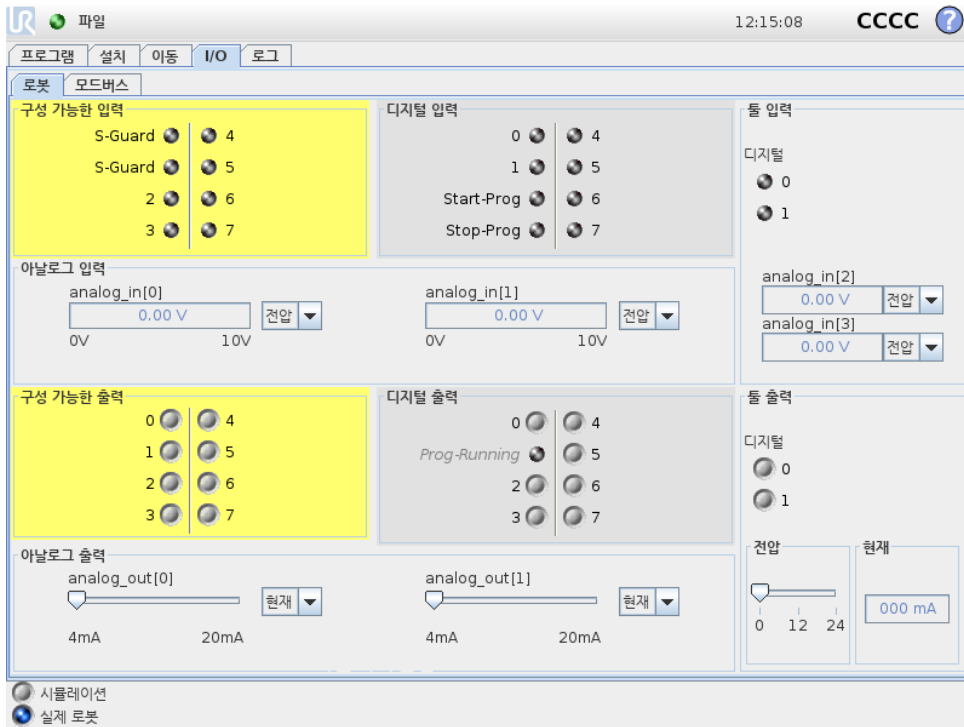 UR 파일 12:15:08 CCCC ?
프로그램 설치 이동 I/O 로그
로봇 모드버스
구성 가능한 입력
S-Guard 4
S-Guard 5
2 6
3 7
디지털 입력
0 4
1 5
Start-Prog 6
Stop-Prog 7
툴 입력
디지털
0
1
아날로그 입력
analog_in[0]
0.00 V 전압
0V 10V
analog_in[1]
0.00 V 전압
0V 10V
analog_in[2]
0.00 V 전압
analog_in[3]
0.00 V 전압
구성 가능한 출력
0 4
1 5
2 6
3 7
디지털 출력
0 4
Prog-Running 5
2 6
3 7
툴 출력
디지털
0
1
아날로그 출력
analog_out[0]
현재
4mA 20mA
analog_out[1]
현재
4mA 20mA
전압
0 12 24
현재
000 mA
시뮬레이션
실제 로봇